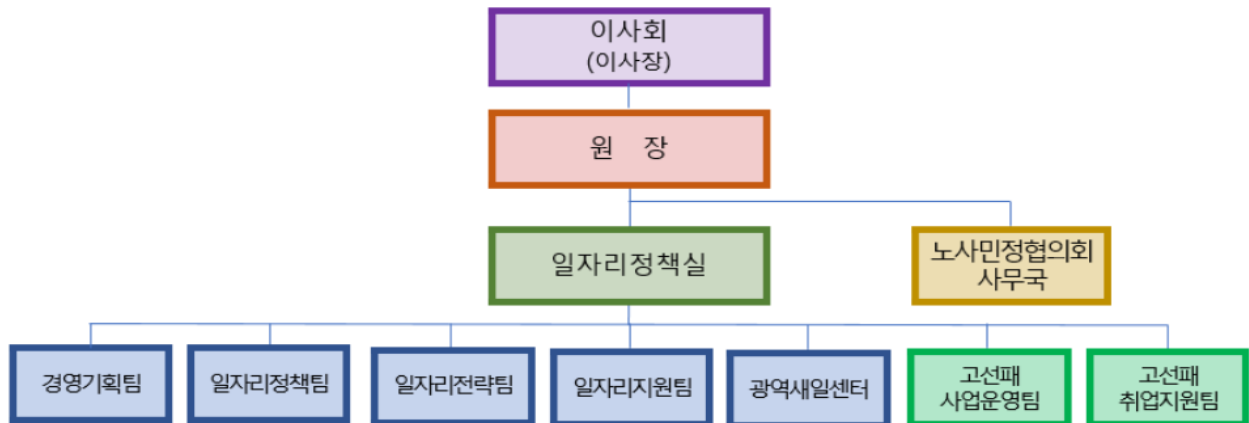 이사회
(이사장)
원 장
일자리정책실
노사민정협의회
사무국
경영기획팀
일자리정책팀
일자리전략팀
일자리지원팀
광역새일센터
고선패
사업운영팀
고선패
취업지원팀